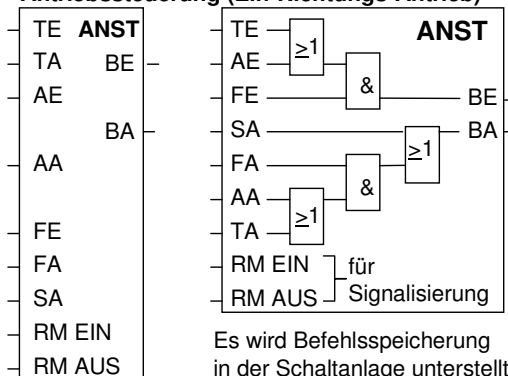 Antriebssteuerung (Ein-Richtungs-Antrieb)
TE ANST
TA BE
AE
BA
AA
FE
FA
SA
RM EIN
RM AUS
TE ANST
≥1
AE
&
FE BE
SA BA
≥1
FA
&
AA
≥1
TA
RM EIN für
RM AUS Signalisierung
Es wird Befehlsspeicherung
in der Schaltanlage unterstellt